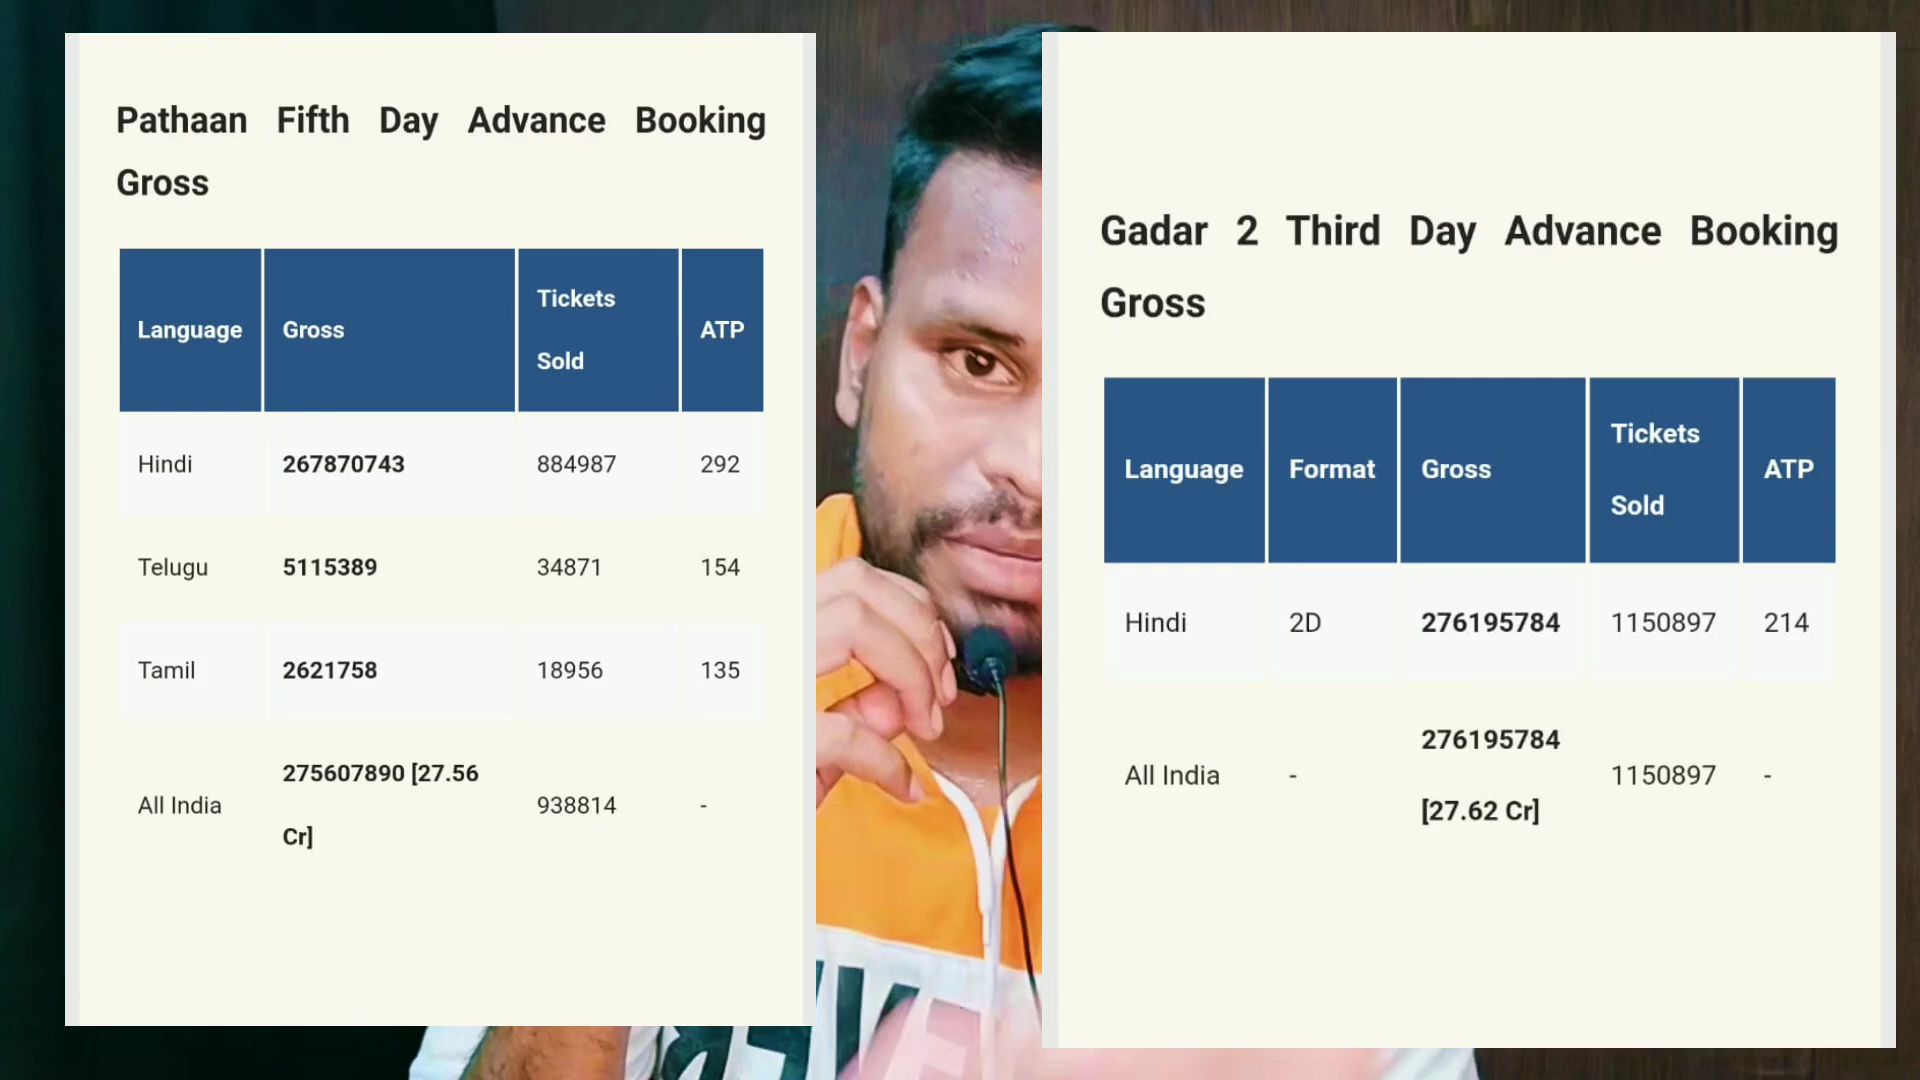 Pathaan Fifth Day Advance Booking
Gross
Language Gross Tickets Sold ATP
Hindi 267870743 884987 292
Telugu 5115389 34871 154
Tamil 2621758 18956 135
All India 275607890 [27.56 Cr] 938814 -
Gadar 2 Third Day Advance Booking
Gross
Language Format Gross Tickets Sold ATP
Hindi 2D 276195784 1150897 214
All India - 276195784 [27.62 Cr] 1150897 -